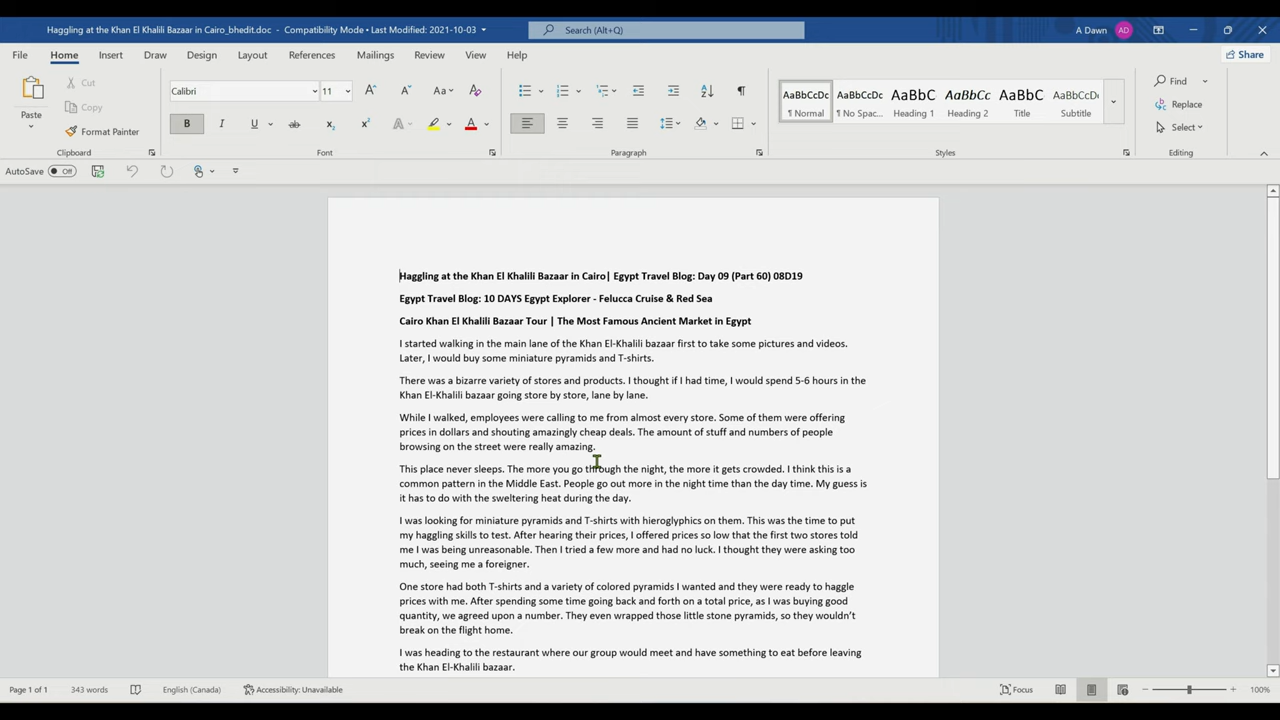 Haggling at the Khan El Khalili Bazaar in Cairo_bhedit.doc - Compatibility Mode • Last Modified: 2021-10-03
Search (Alt+Q)
A Dawn AD
File Home Insert Draw Design Layout References Mailings Review View Help
Share
Paste
Cut
Copy
Format Painter
Calibri 11
AaBbCcDc AaBbCcDc AaBbC AaBbCc AaBbC AaBbCcD
¶ Normal ¶ No Spac... Heading 1 Heading 2 Title Subtitle
Find
Replace
Select
Clipboard Font Paragraph Styles Editing
AutoSave Off
Haggling at the Khan El Khalili Bazaar in Cairo| Egypt Travel Blog: Day 09 (Part 60) 08D19
Egypt Travel Blog: 10 DAYS Egypt Explorer - Felucca Cruise & Red Sea
Cairo Khan El Khalili Bazaar Tour | The Most Famous Ancient Market in Egypt
I started walking in the main lane of the Khan El-Khalili bazaar first to take some pictures and videos.
Later, I would buy some miniature pyramids and T-shirts.
There was a bizarre variety of stores and products. I thought if I had time, I would spend 5-6 hours in the
Khan El-Khalili bazaar going store by store, lane by lane.
While I walked, employees were calling to me from almost every store. Some of them were offering
prices in dollars and shouting amazingly cheap deals. The amount of stuff and numbers of people
browsing on the street were really amazing.
This place never sleeps. The more you go through the night, the more it gets crowded. I think this is a
common pattern in the Middle East. People go out more in the night time than the day time. My guess is
it has to do with the sweltering heat during the day.
I was looking for miniature pyramids and T-shirts with hieroglyphics on them. This was the time to put
my haggling skills to test. After hearing their prices, I offered prices so low that the first two stores told
me I was being unreasonable. Then I tried a few more and had no luck. I thought they were asking too
much, seeing me a foreigner.
One store had both T-shirts and a variety of colored pyramids I wanted and they were ready to haggle
prices with me. After spending some time going back and forth on a total price, as I was buying good
quantity, we agreed upon a number. They even wrapped those little stone pyramids, so they wouldn't
break on the flight home.
I was heading to the restaurant where our group would meet and have something to eat before leaving
the Khan El-Khalili bazaar.
Page 1 of 1 343 words English (Canada) Accessibility: Unavailable Focus 100%